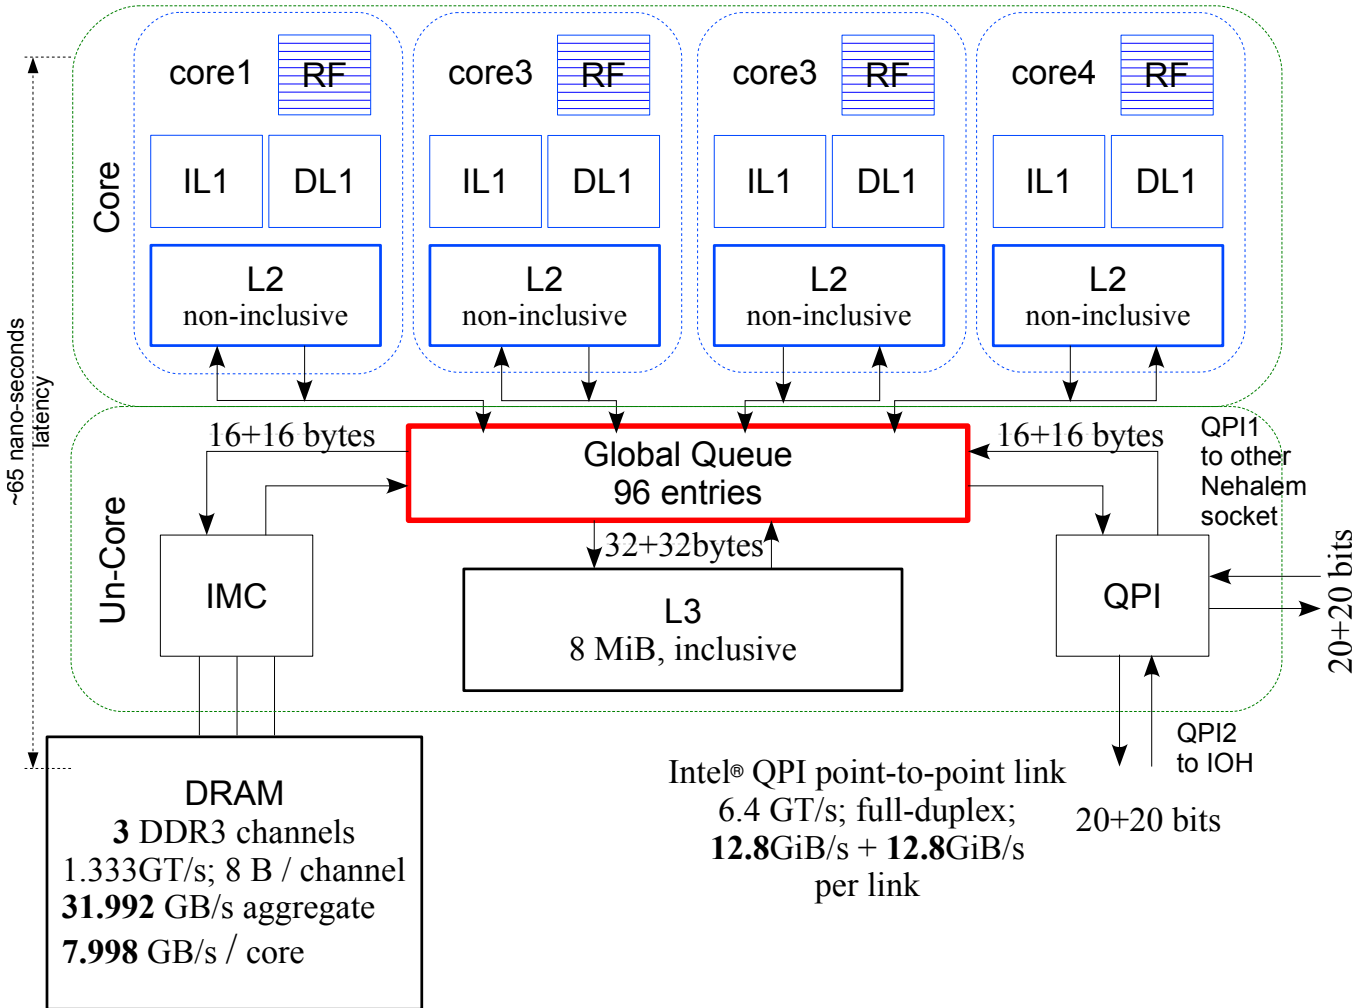 core1
RF
core3
RF
core3
RF
core4
RF
IL1
DL1
IL1
DL1
IL1
DL1
IL1
DL1
Core
L2
non-inclusive
L2
non-inclusive
L2
non-inclusive
L2
non-inclusive
~65 nano-seconds
latency
16+16 bytes
Global Queue
96 entries
16+16 bytes
QPI1
to other
Nehalem
socket
Un-Core
32+32bytes
IMC
L3
8 MiB, inclusive
QPI
20+20 bits
QPI2
to IOH
20+20 bits
DRAM
3 DDR3 channels
1.333GT/s; 8 B / channel
31.992 GB/s aggregate
7.998 GB/s / core
Intel® QPI point-to-point link
6.4 GT/s; full-duplex;
12.8GiB/s + 12.8GiB/s
per link